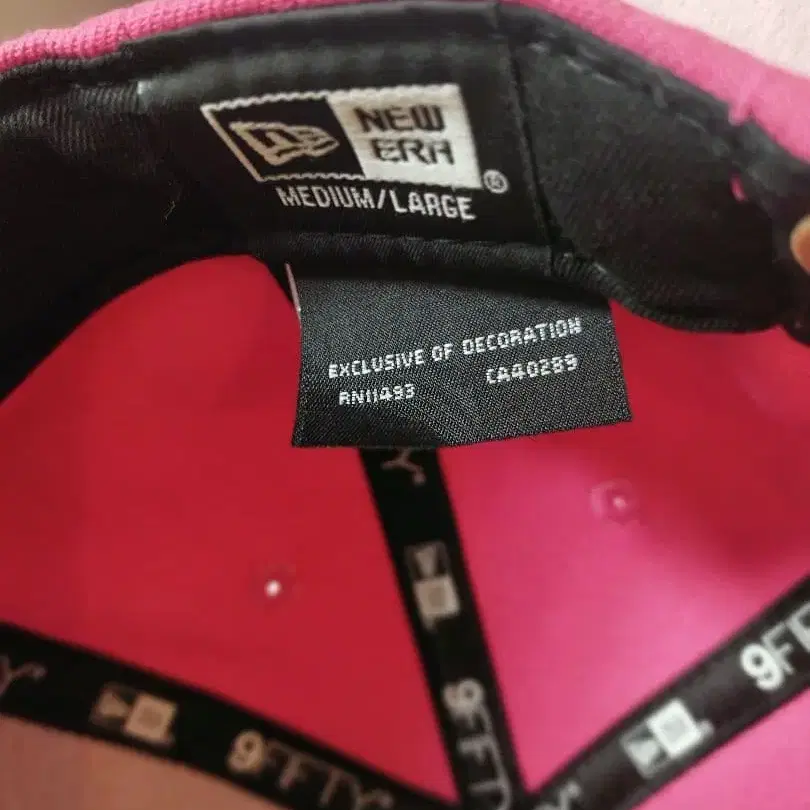 NEW
ERA
®
MEDIUM/LARGE
EXCLUSIVE OF DECORATION
RN11493 CA40289
9FIFTY
9FIFTY
9FIFTY